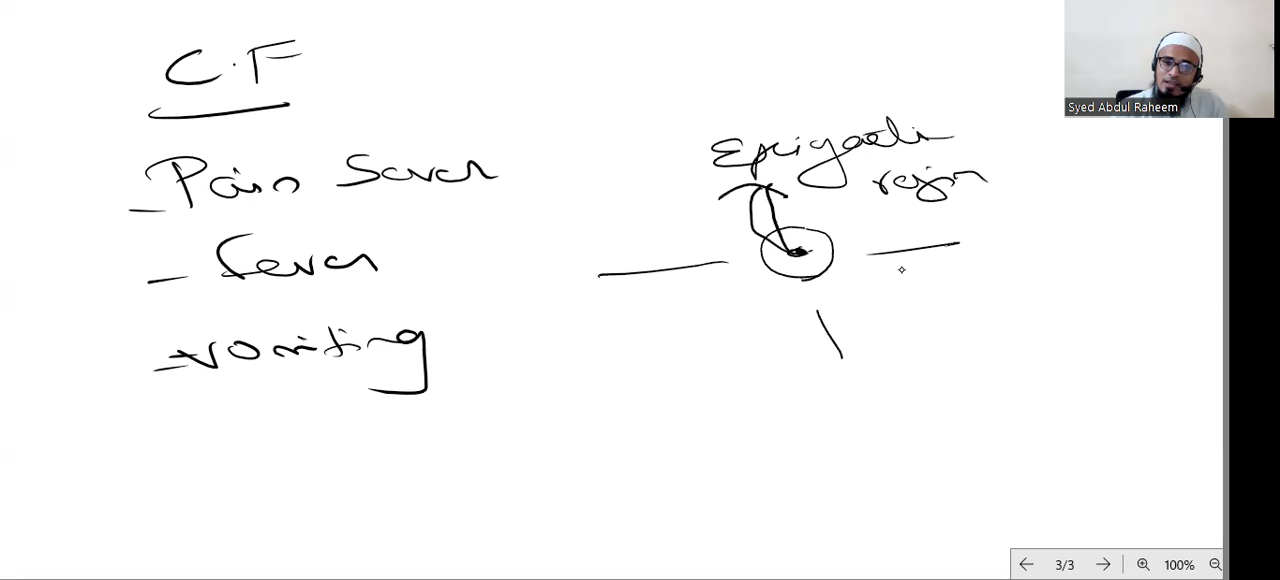 C.F
- Pain Sever
- fever
- vomiting
Epigastric
region
Syed Abdul Raheem
3/3
100%